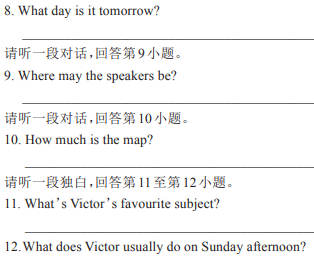 8. What day is it tomorrow?
请听一段对话,回答第9小题。
9. Where may the speakers be?
请听一段对话,回答第10小题。
10. How much is the map?
请听一段独白,回答第11至第12小题。
11. What's Victor's favourite subject?
12.What does Victor usually do on Sunday afternoon?